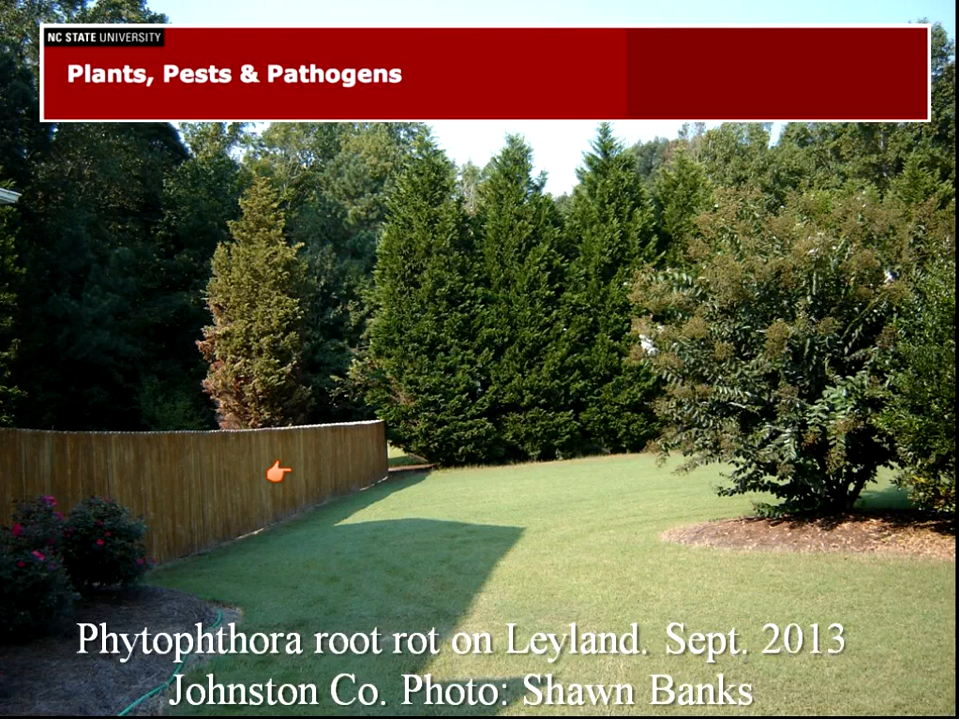 NC STATE UNIVERSITY
Plants, Pests & Pathogens
Phytophthora root rot on Leyland. Sept. 2013
Johnston Co. Photo: Shawn Banks